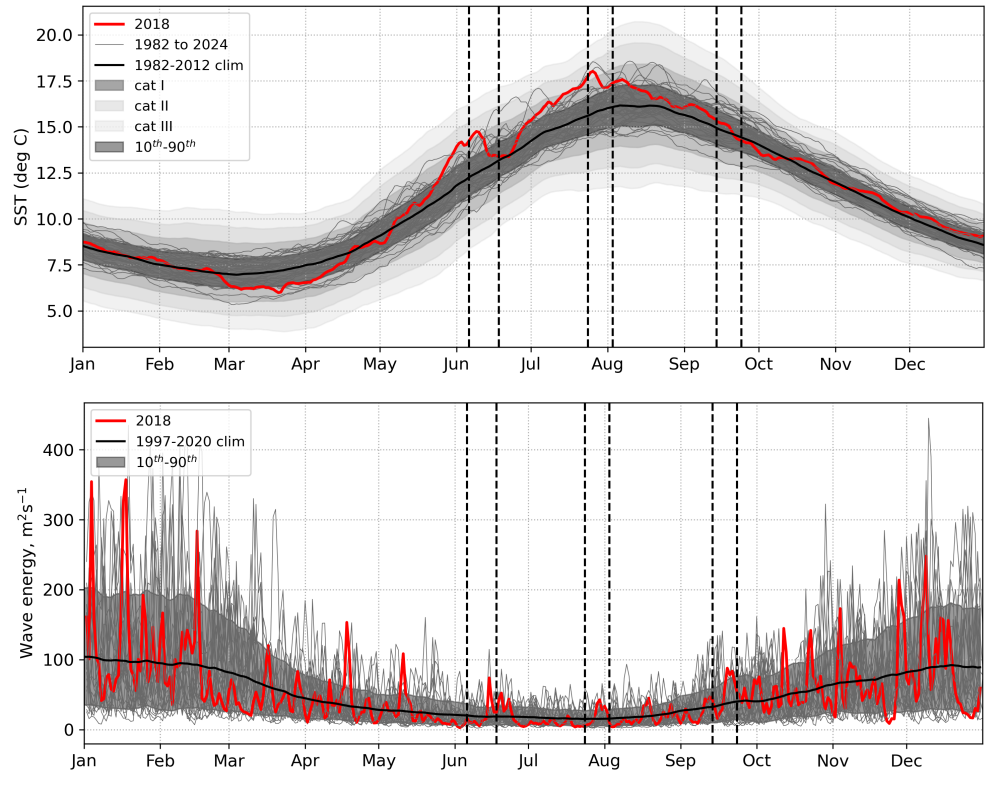 SST (deg C)
20.0
17.5
15.0
12.5
10.0
7.5
5.0
2018
1982 to 2024
1982-2012 clim
cat I
cat II
cat III
10th-90th
Jan Feb Mar Apr May Jun Jul Aug Sep Oct Nov Dec
Wave energy, m²s⁻¹
400
300
200
100
0
2018
1997-2020 clim
10th-90th
Jan Feb Mar Apr May Jun Jul Aug Sep Oct Nov Dec